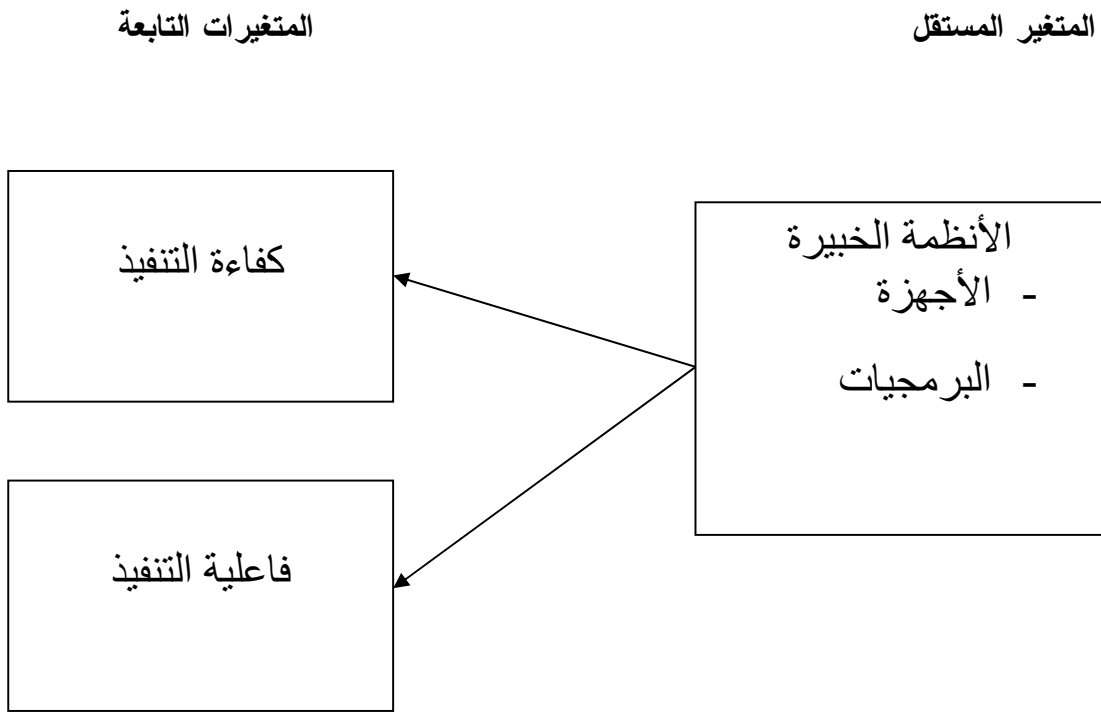 المتغير المستقل
المتغيرات التابعة
الأنظمة الخبيرة
- الأجهزة
- البرمجيات
كفاءة التنفيذ
فاعلية التنفيذ